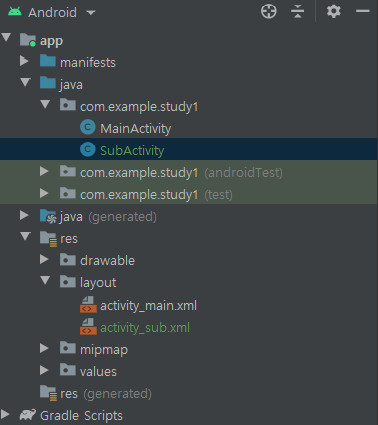 Android
app
manifests
java
com.example.study1
MainActivity
SubActivity
com.example.study1 (androidTest)
com.example.study1 (test)
java (generated)
res
drawable
layout
activity_main.xml
activity_sub.xml
mipmap
values
res (generated)
Gradle Scripts